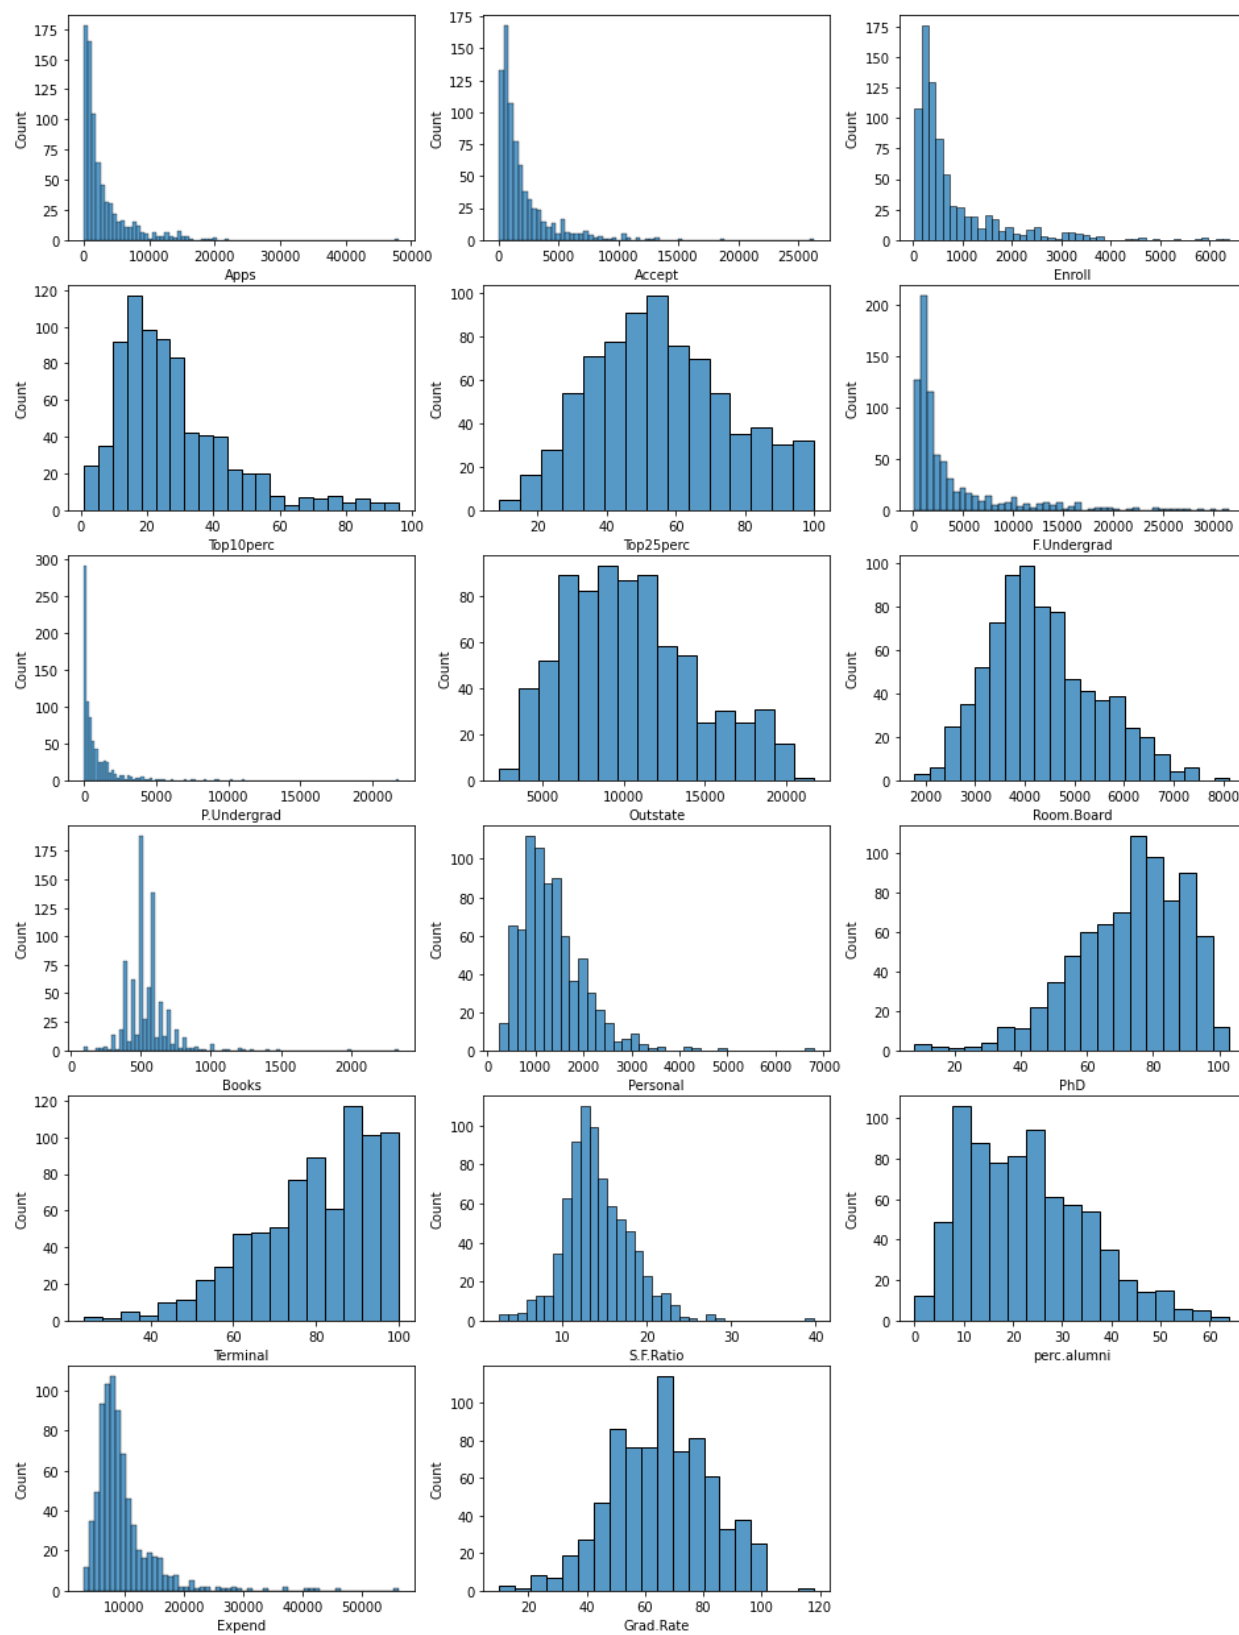 175
150
125
100
75
50
25
0
Count
0 10000 20000 30000 40000 50000
Apps
175
150
125
100
75
50
25
0
Count
0 5000 10000 15000 20000 25000
Accept
175
150
125
100
75
50
25
0
Count
0 1000 2000 3000 4000 5000 6000
Enroll
120
100
80
60
40
20
0
Count
0 20 40 60 80 100
Top10perc
100
80
60
40
20
0
Count
20 40 60 80 100
Top25perc
200
150
100
50
0
Count
0 5000 10000 15000 20000 25000 30000
F.Undergrad
300
250
200
150
100
50
0
Count
0 5000 10000 15000 20000
P.Undergrad
80
60
40
20
0
Count
5000 10000 15000 20000
Outstate
100
80
60
40
20
0
Count
2000 3000 4000 5000 6000 7000 8000
Room.Board
175
150
125
100
75
50
25
0
Count
0 500 1000 1500 2000
Books
100
80
60
40
20
0
Count
0 1000 2000 3000 4000 5000 6000 7000
Personal
100
80
60
40
20
0
Count
20 40 60 80 100
PhD
120
100
80
60
40
20
0
Count
40 60 80 100
Terminal
100
80
60
40
20
0
Count
10 20 30 40
S.F.Ratio
100
80
60
40
20
0
Count
0 10 20 30 40 50 60
perc.alumni
100
80
60
40
20
0
Count
10000 20000 30000 40000 50000
Expend
100
80
60
40
20
0
Count
20 40 60 80 100 120
Grad.Rate